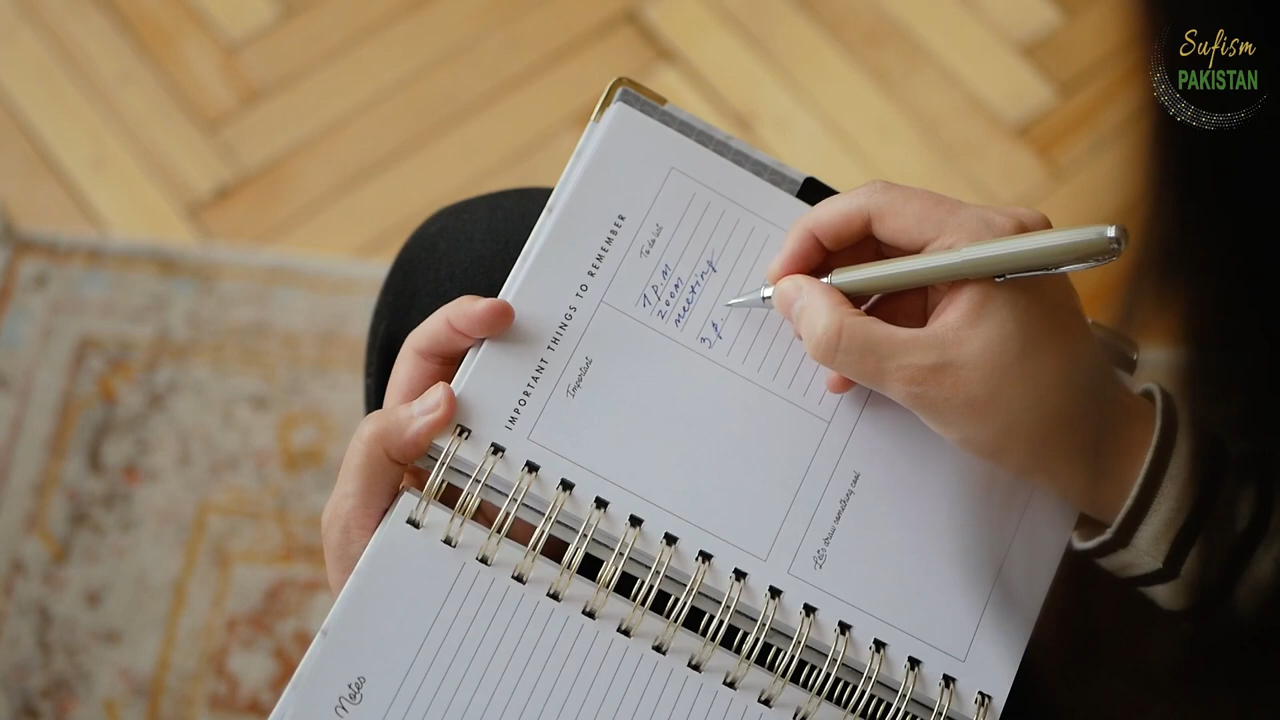 Sufism
PAKISTAN
IMPORTANT THINGS TO REMEMBER
To do list
1 P.M
zoom
meeting
3 p.
Important
Let's draw something cool
Notes